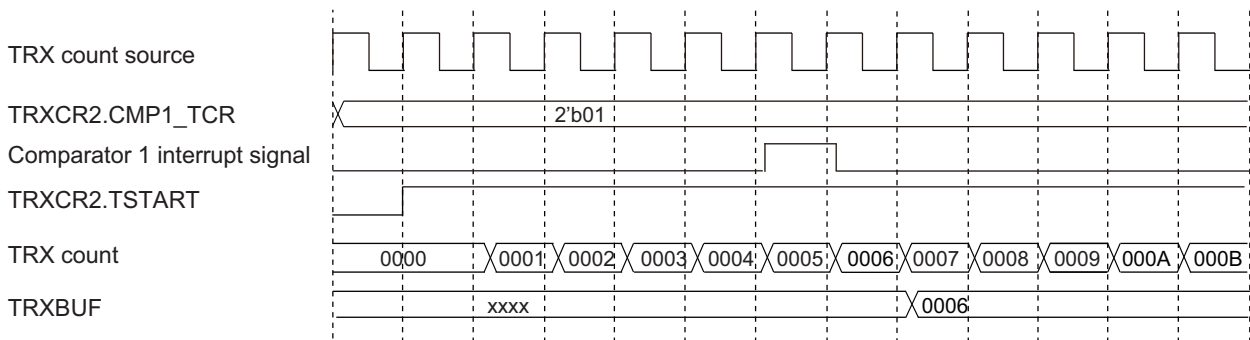 TRX count source
TRXCR2.CMP1_TCR 2'b01
Comparator 1 interrupt signal
TRXCR2.TSTART
TRX count 0000 0001 0002 0003 0004 0005 0006 0007 0008 0009 000A 000B
TRXBUF xxxx 0006